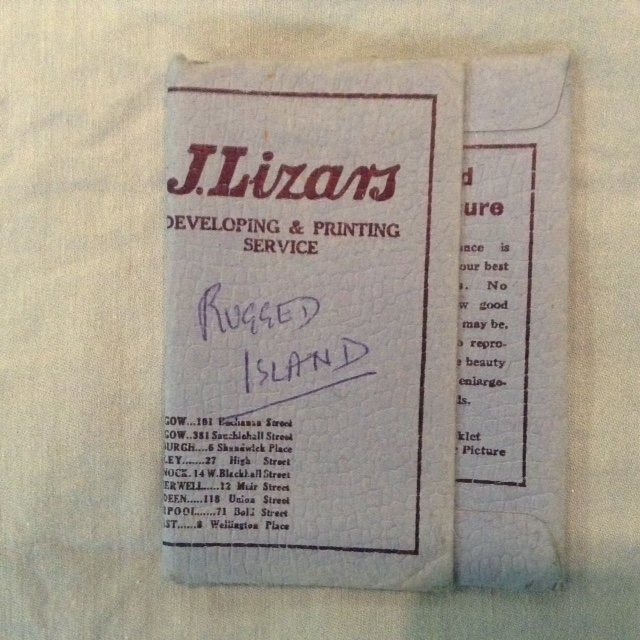 J. Lizars
DEVELOPING & PRINTING
SERVICE
RUGGED
ISLAND
GOW...101 Buchanan Street
GOW..381 Sauchiehall Street
BURGH....6 Shandwick Place
LEY.......27 High Street
NOCK. 14 W. Blackhall Street
ERWELL.....12 Muir Street
DEEN.....118 Union Street
RPOOL.....71 Bold Street
ST......8 Wellington Place
d
ure
nce is
our best
s. No
w good
may be,
repro-
beauty
enlarge-
ls.
klet
Picture